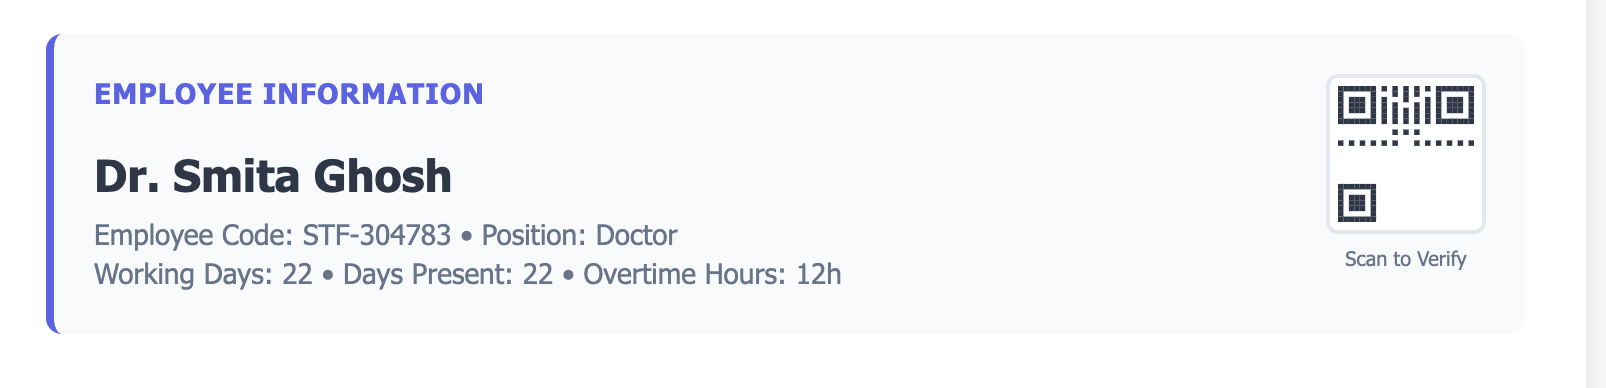 EMPLOYEE INFORMATION
Dr. Smita Ghosh
Employee Code: STF-304783 • Position: Doctor
Working Days: 22 • Days Present: 22 • Overtime Hours: 12h
Scan to Verify